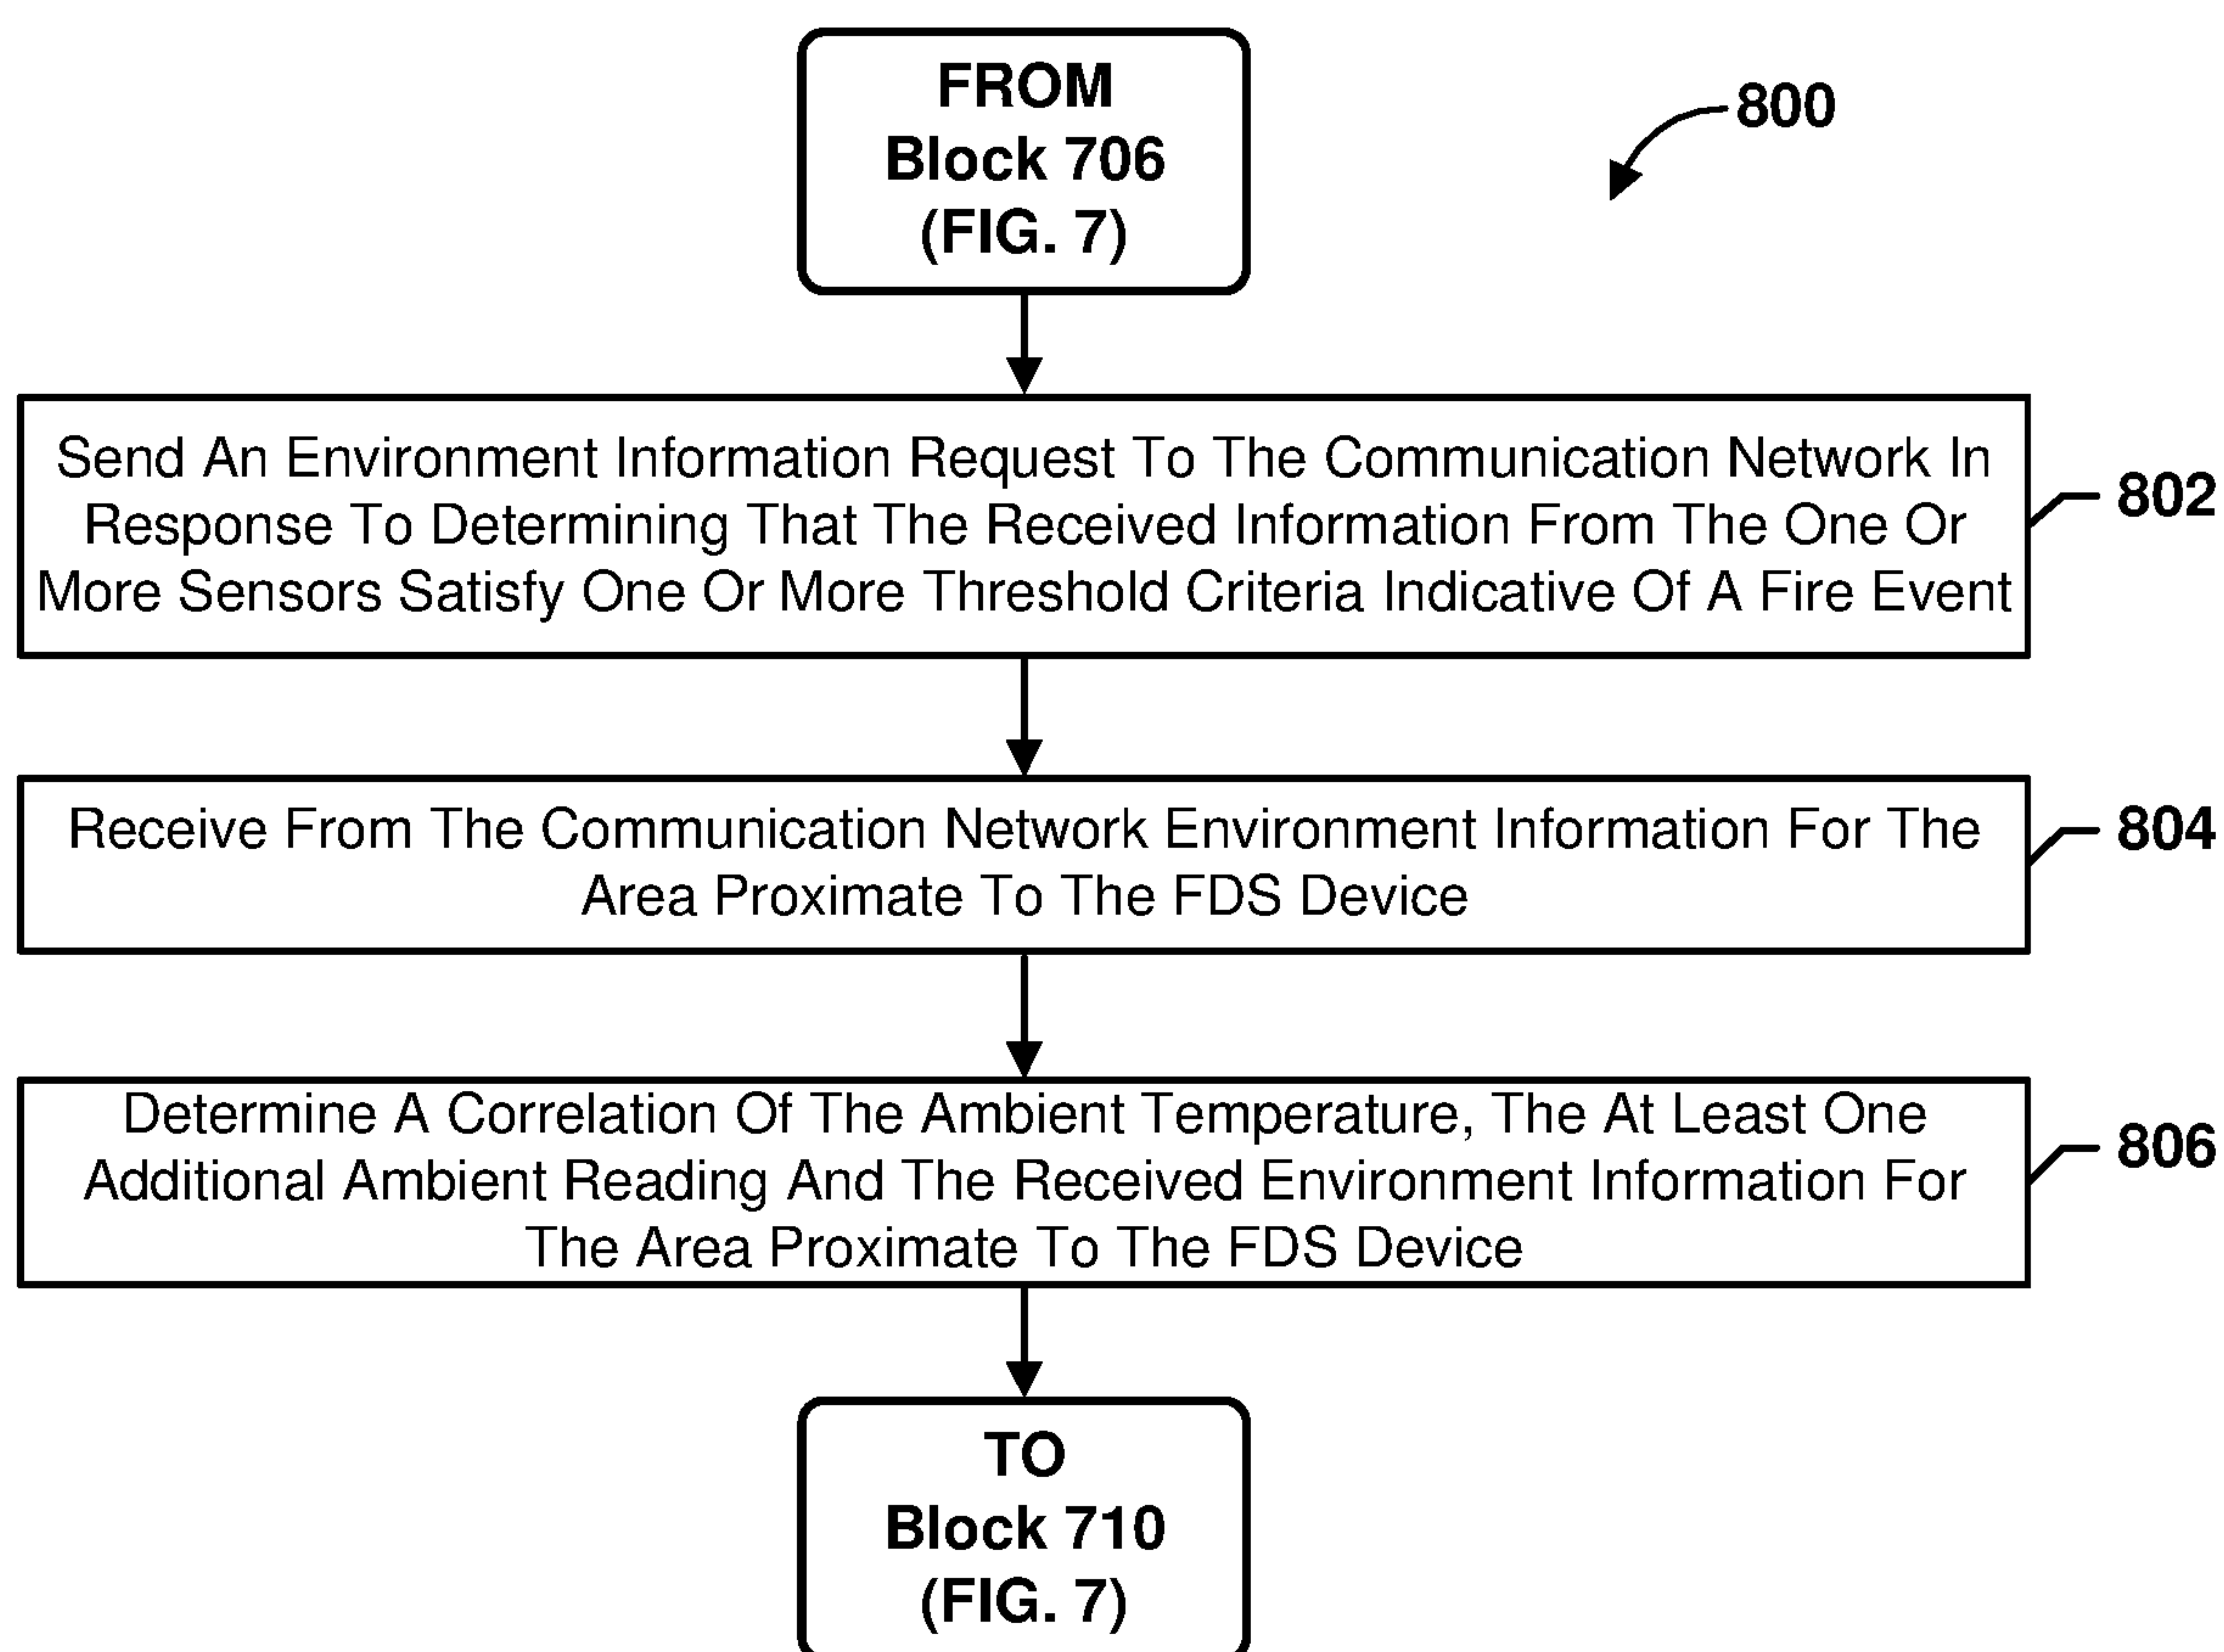 FROM
Block 706
(FIG. 7)
800
Send An Environment Information Request To The Communication Network In
Response To Determining That The Received Information From The One Or
More Sensors Satisfy One Or More Threshold Criteria Indicative Of A Fire Event
802
Receive From The Communication Network Environment Information For The
Area Proximate To The FDS Device
804
Determine A Correlation Of The Ambient Temperature, The At Least One
Additional Ambient Reading And The Received Environment Information For
The Area Proximate To The FDS Device
806
TO
Block 710
(FIG. 7)